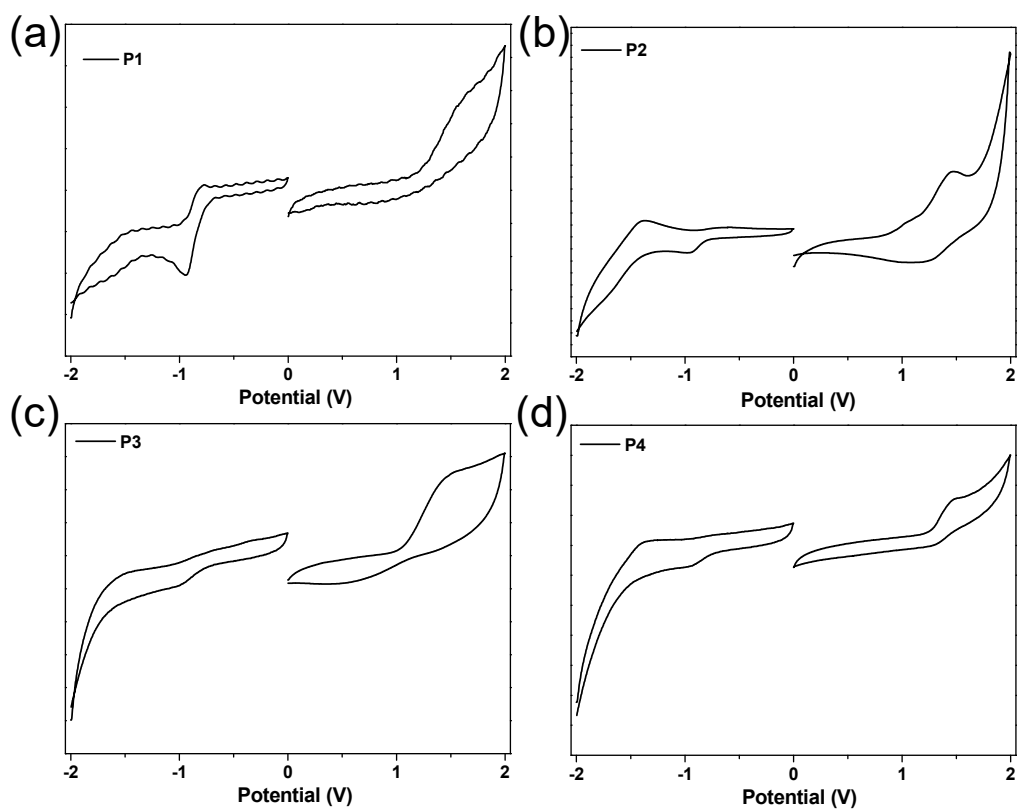 (a)
P1
-2 -1 0 1 2
Potential (V)
(b)
P2
-2 -1 0 1 2
Potential (V)
(c)
P3
-2 -1 0 1 2
Potential (V)
(d)
P4
-2 -1 0 1 2
Potential (V)